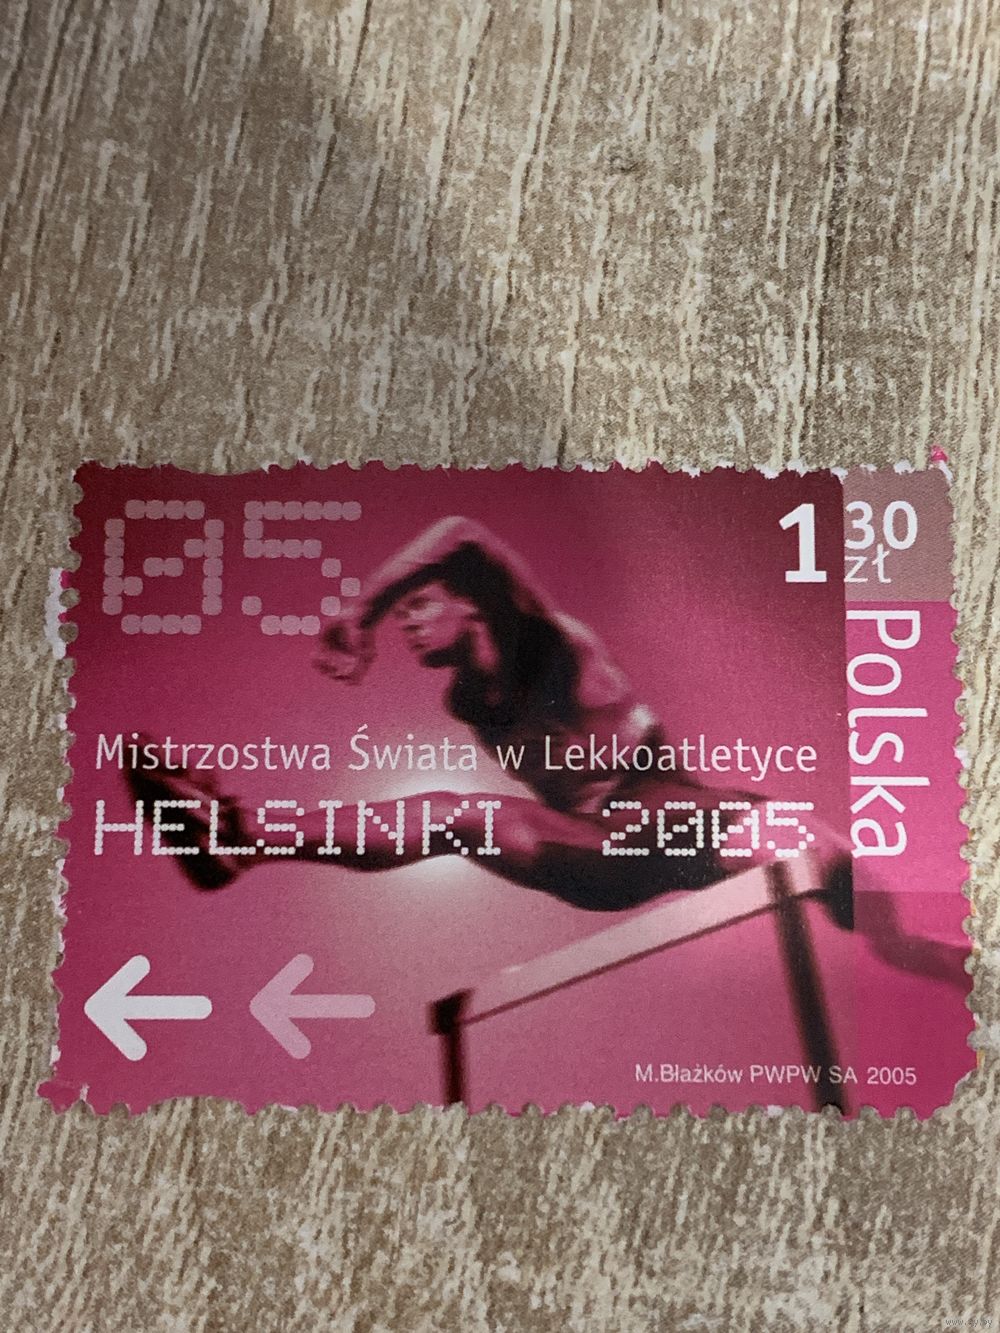 05
1 30 zł
Polska
Mistrzostwa Świata w Lekkoatletyce
HELSINKI 2005
M.Błażków PWPW SA 2005